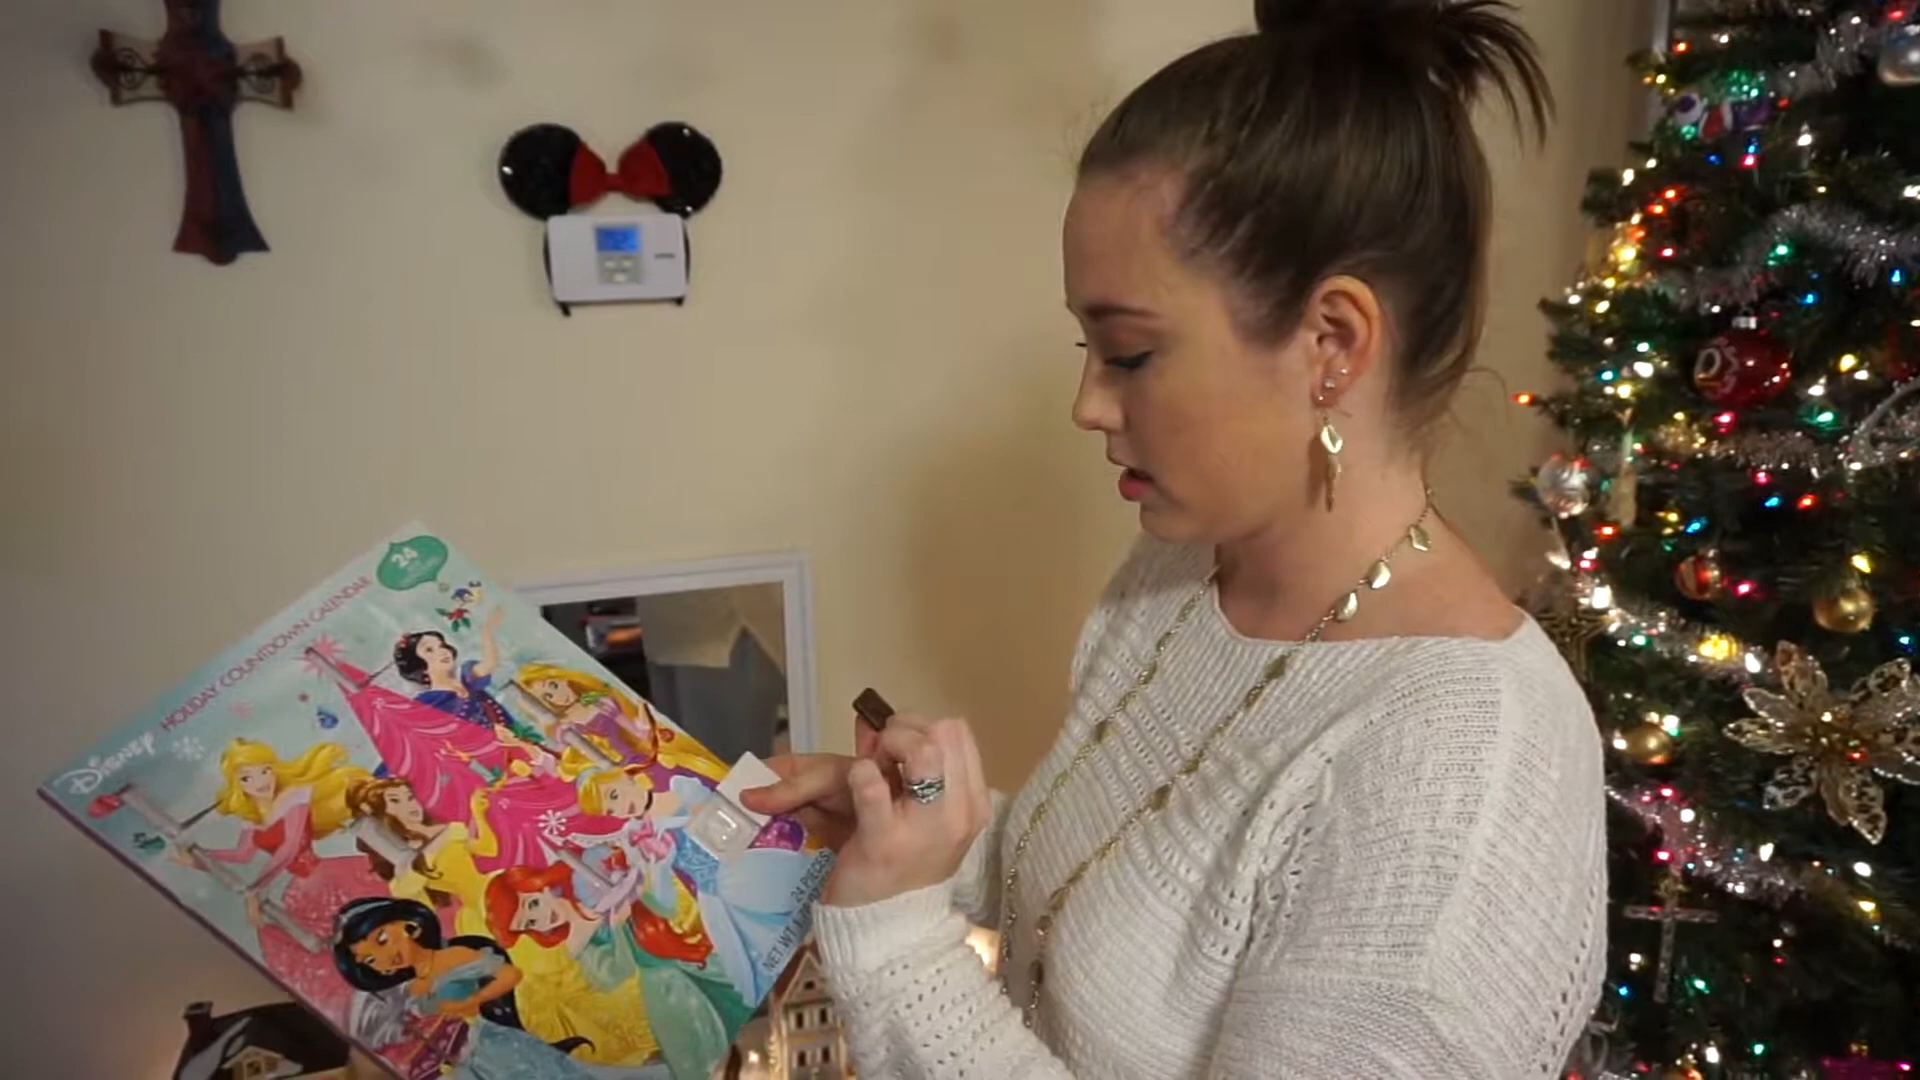 24
Disney
HOLIDAY COUNTDOWN CALENDAR
24 PIECES
NET WT